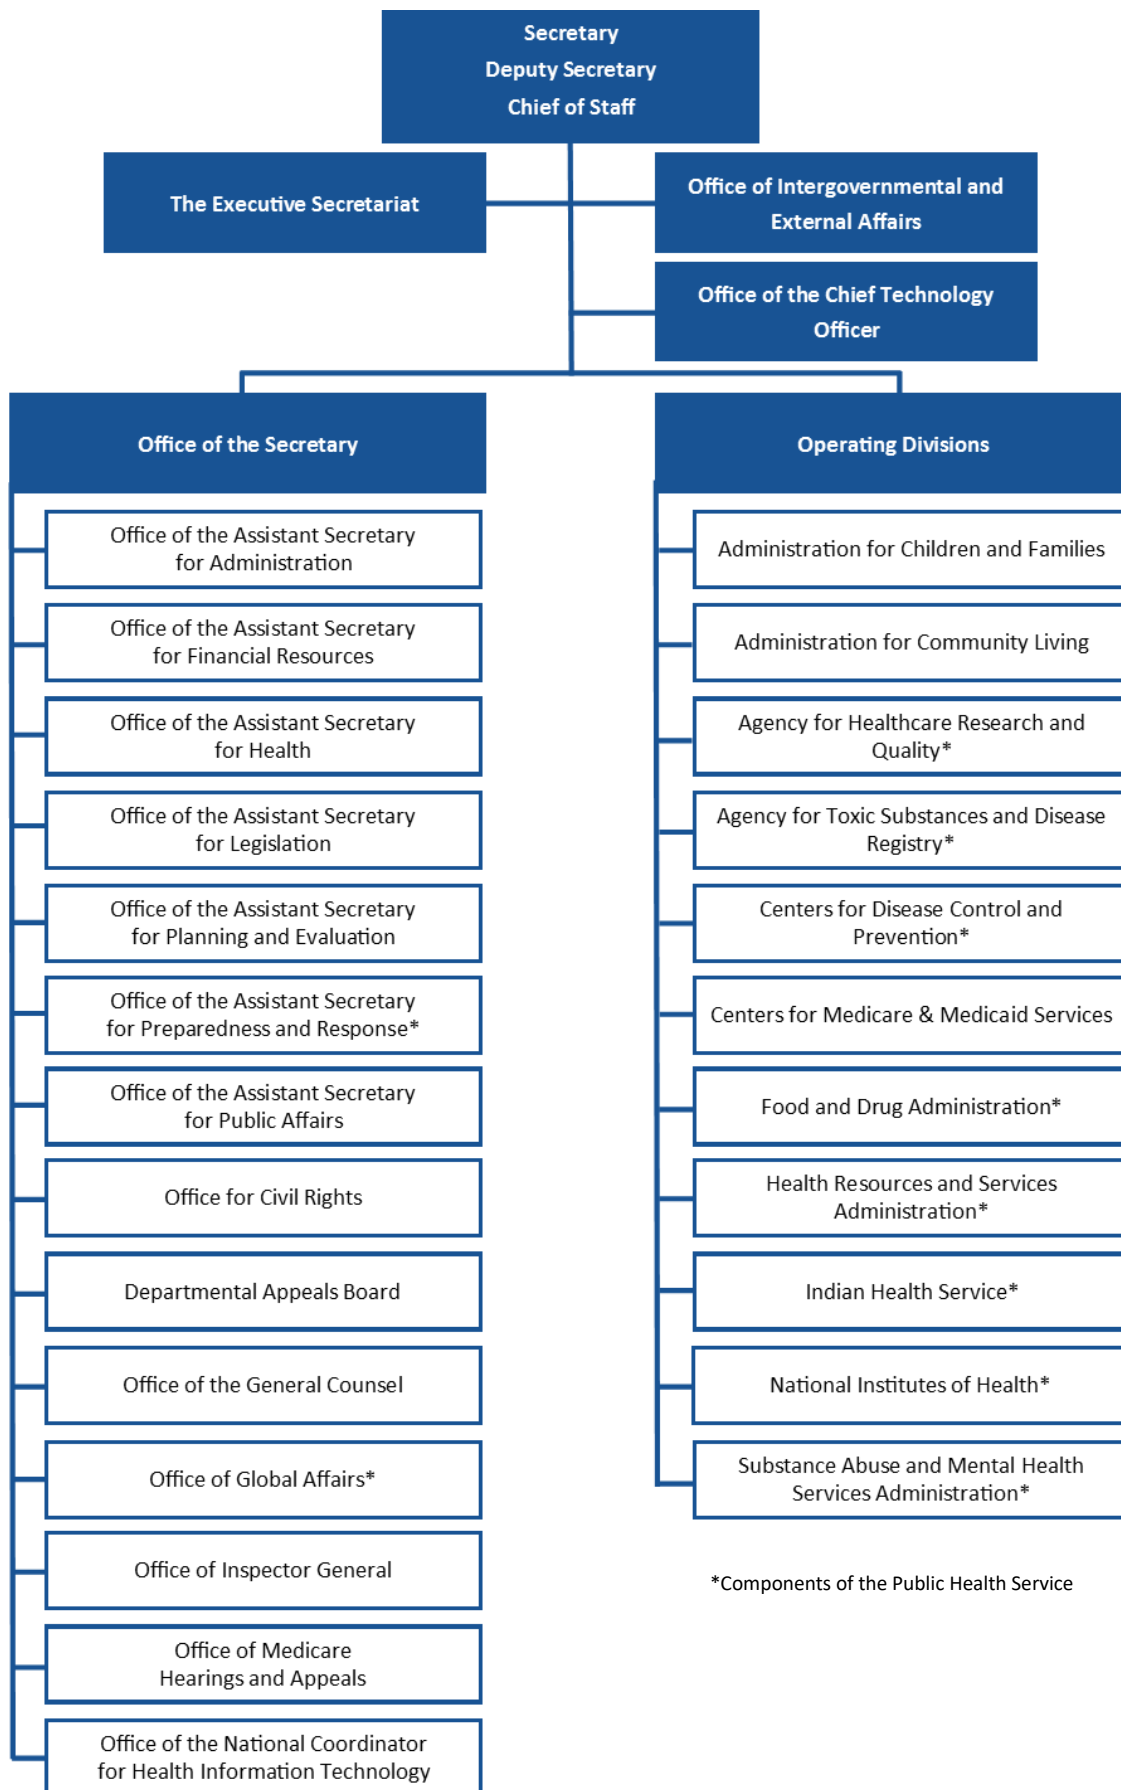 Secretary
Deputy Secretary
Chief of Staff
The Executive Secretariat
Office of Intergovernmental and
External Affairs
Office of the Chief Technology
Officer
Office of the Secretary
Office of the Assistant Secretary
for Administration
Office of the Assistant Secretary
for Financial Resources
Office of the Assistant Secretary
for Health
Office of the Assistant Secretary
for Legislation
Office of the Assistant Secretary
for Planning and Evaluation
Office of the Assistant Secretary
for Preparedness and Response*
Office of the Assistant Secretary
for Public Affairs
Office for Civil Rights
Departmental Appeals Board
Office of the General Counsel
Office of Global Affairs*
Office of Inspector General
Office of Medicare
Hearings and Appeals
Office of the National Coordinator
for Health Information Technology
Operating Divisions
Administration for Children and Families
Administration for Community Living
Agency for Healthcare Research and
Quality*
Agency for Toxic Substances and Disease
Registry*
Centers for Disease Control and
Prevention*
Centers for Medicare & Medicaid Services
Food and Drug Administration*
Health Resources and Services
Administration*
Indian Health Service*
National Institutes of Health*
Substance Abuse and Mental Health
Services Administration*
*Components of the Public Health Service